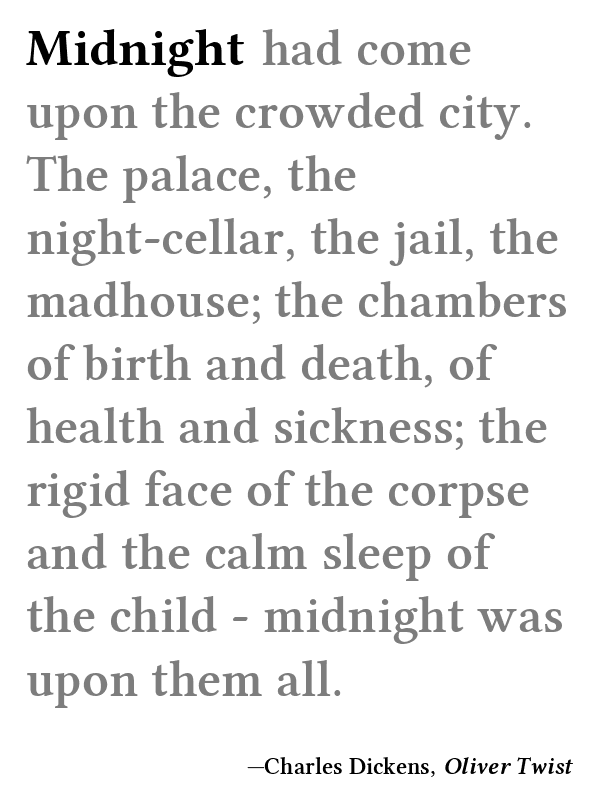 Midnight had come
upon the crowded city.
The palace, the
night-cellar, the jail, the
madhouse; the chambers
of birth and death, of
health and sickness; the
rigid face of the corpse
and the calm sleep of
the child - midnight was
upon them all.
—Charles Dickens, Oliver Twist